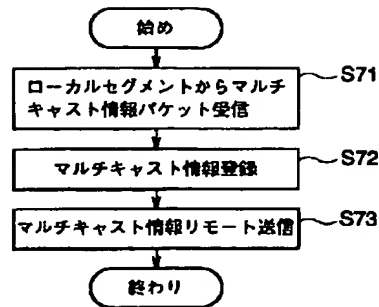 始め
ローカルセグメントからマルチ
キャスト情報パケット受信
S71
マルチキャスト情報登録
S72
マルチキャスト情報リモート送信
S73
終わり